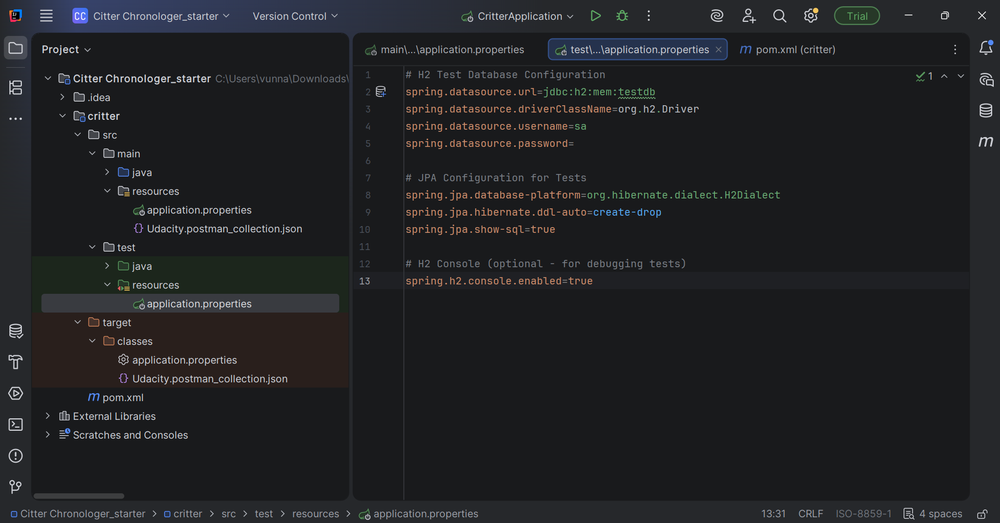 CC Citter Chronologer_starter Version Control CritterApplication Trial
Project
Citter Chronologer_starter C:\Users\vunna\Downloads\
.idea
critter
src
main
java
resources
application.properties
Udacity.postman_collection.json
test
java
resources
application.properties
target
classes
application.properties
Udacity.postman_collection.json
m pom.xml
External Libraries
Scratches and Consoles
main\...\application.properties test\...\application.properties m pom.xml (critter)
1 # H2 Test Database Configuration 1
2 spring.datasource.url=jdbc:h2:mem:testdb
3 spring.datasource.driverClassName=org.h2.Driver
4 spring.datasource.username=sa
5 spring.datasource.password=
6
7 # JPA Configuration for Tests
8 spring.jpa.database-platform=org.hibernate.dialect.H2Dialect
9 spring.jpa.hibernate.ddl-auto=create-drop
10 spring.jpa.show-sql=true
11
12 # H2 Console (optional - for debugging tests)
13 spring.h2.console.enabled=true
m
Citter Chronologer_starter > critter > src > test > resources > application.properties 13:31 CRLF ISO-8859-1 4 spaces